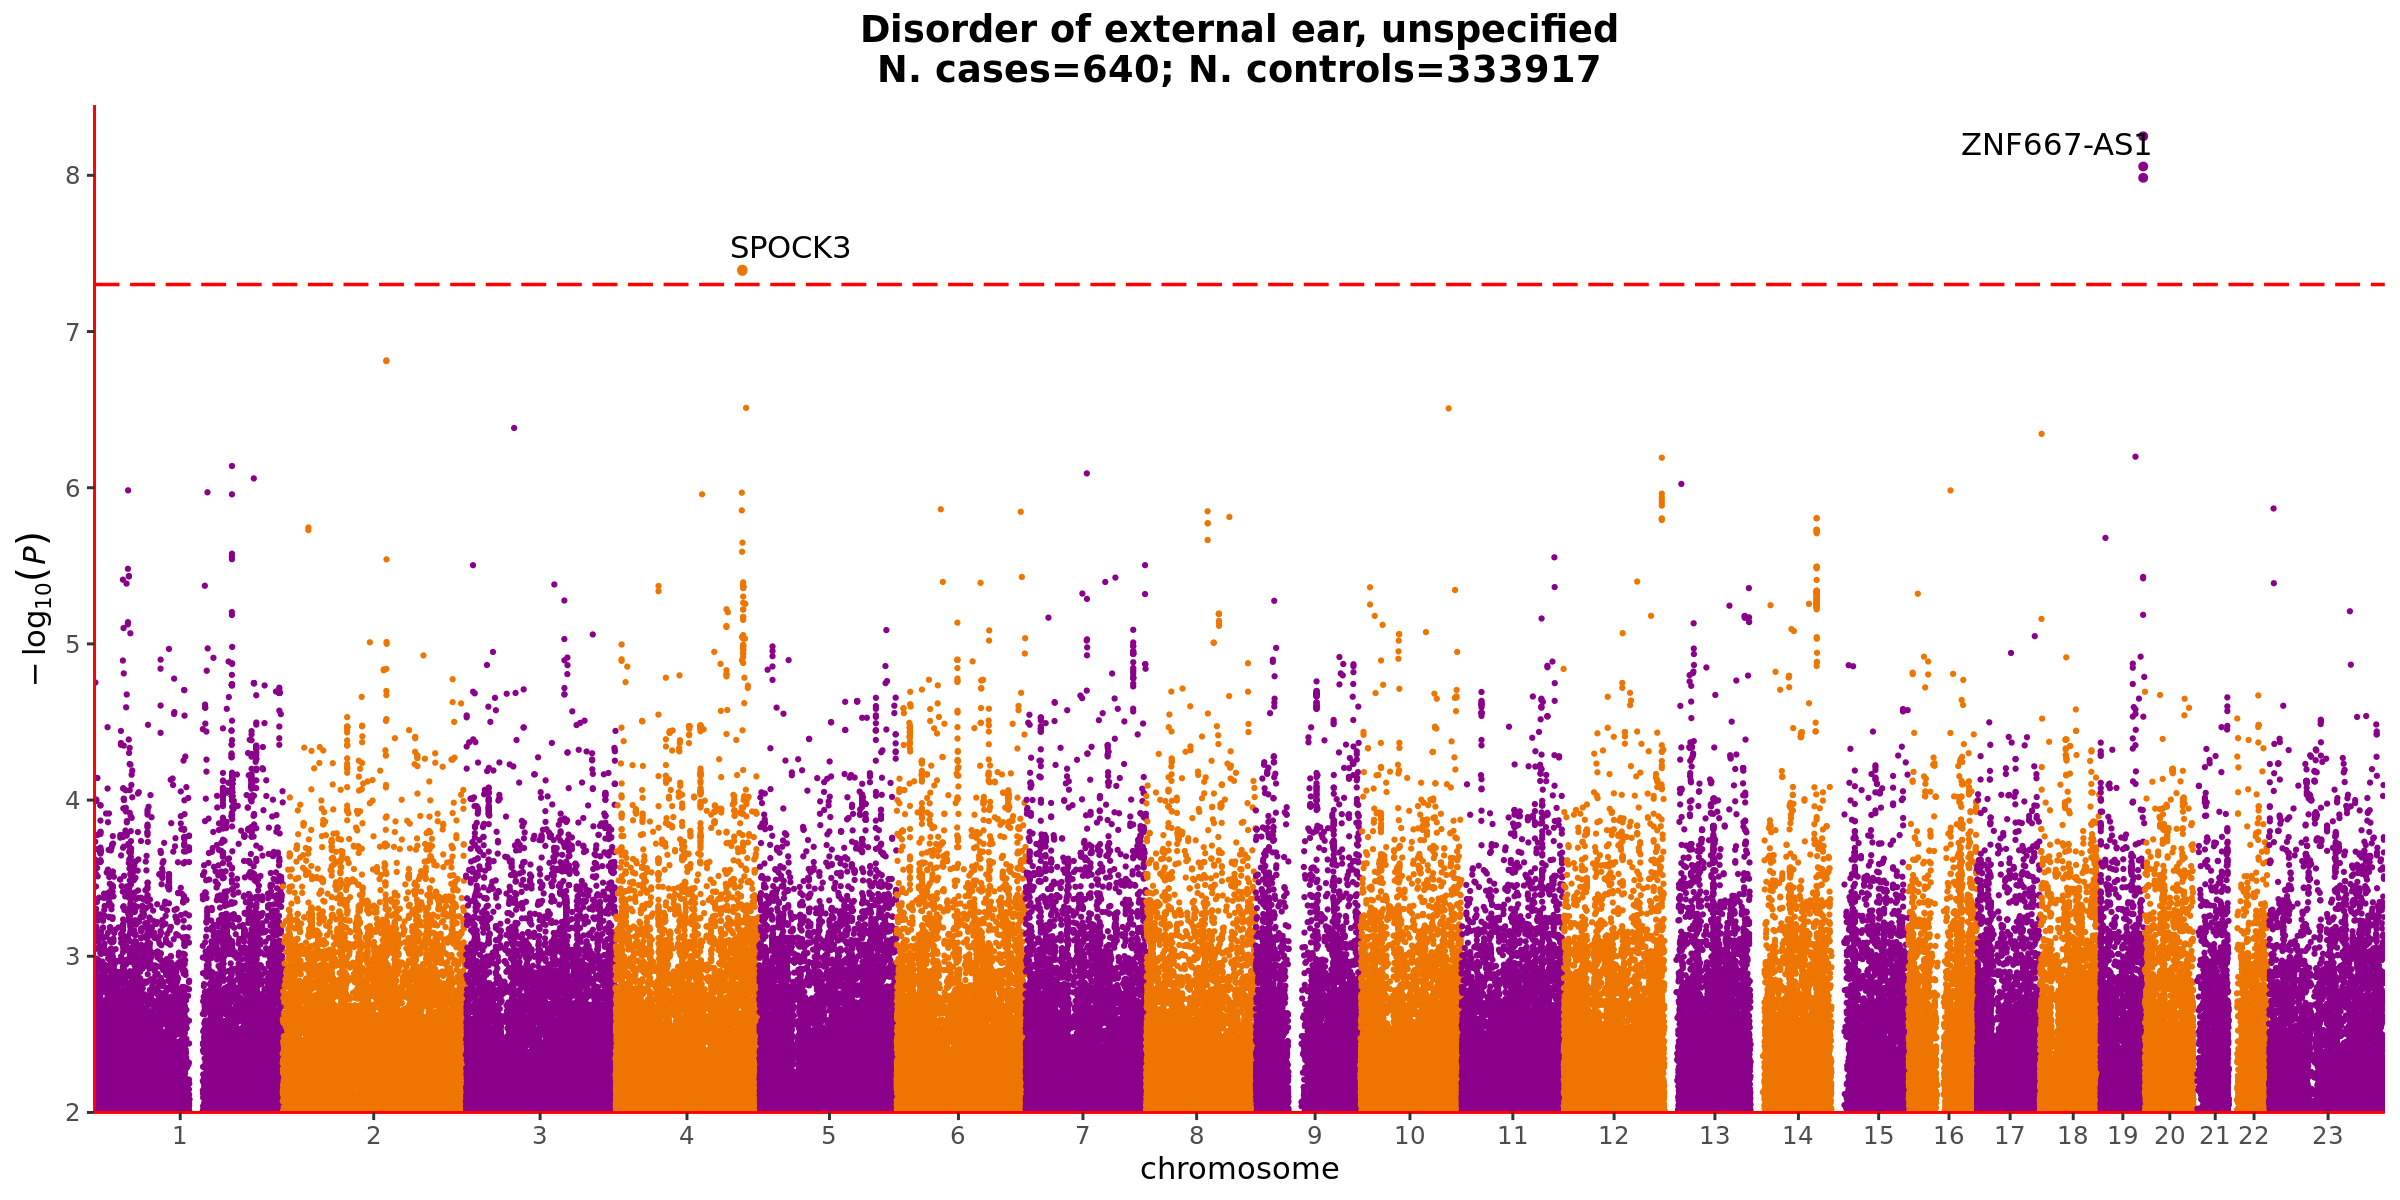 Disorder of external ear, unspecified
N. cases=640; N. controls=333917
ZNF667-AS1
SPOCK3
8
7
6
5
4
3
2
−log₁₀(P)
1 2 3 4 5 6 7 8 9 10 11 12 13 14 15 16 17 18 19 20 21 22 23
chromosome